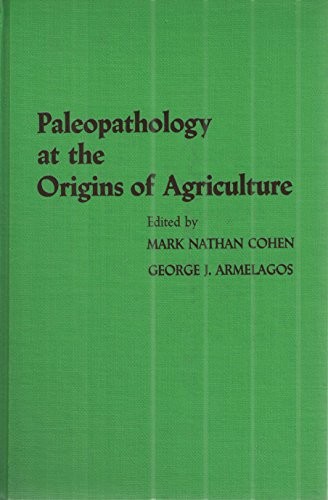 Paleopathology
at the
Origins of Agriculture
Edited by
MARK NATHAN COHEN
GEORGE J. ARMELAGOS